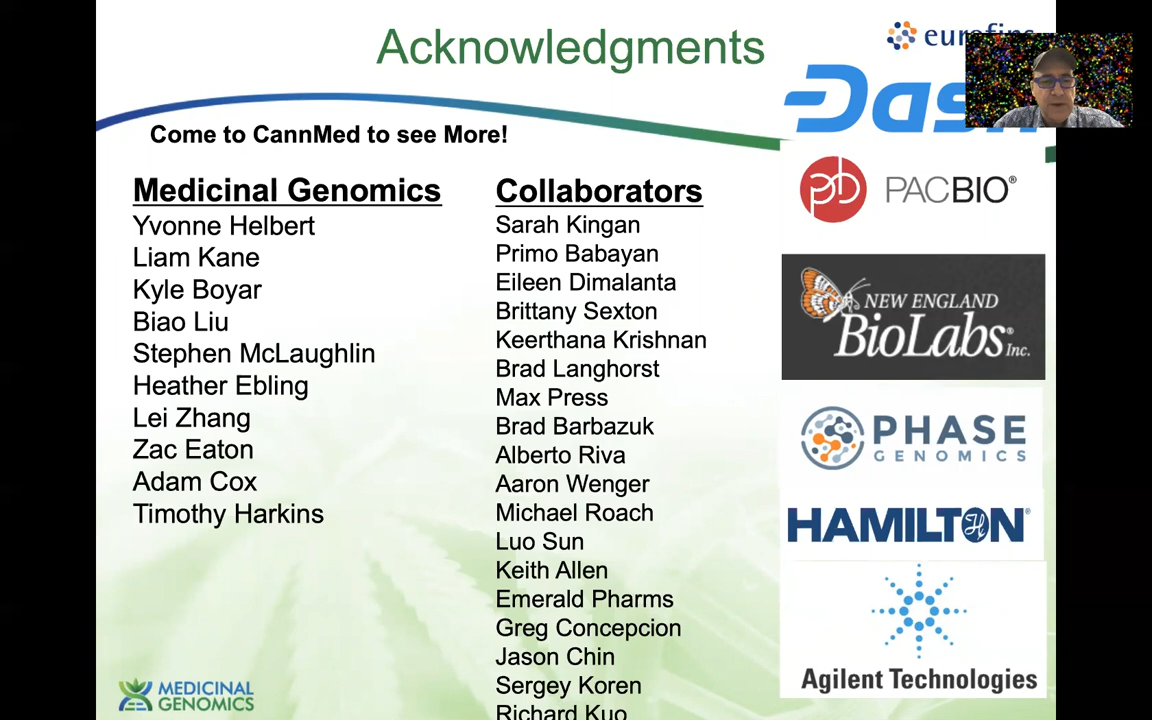 Acknowledgments
eurofins
Dash
Come to CannMed to see More!
Medicinal Genomics
Yvonne Helbert
Liam Kane
Kyle Boyar
Biao Liu
Stephen McLaughlin
Heather Ebling
Lei Zhang
Zac Eaton
Adam Cox
Timothy Harkins
Collaborators
Sarah Kingan
Primo Babayan
Eileen Dimalanta
Brittany Sexton
Keerthana Krishnan
Brad Langhorst
Max Press
Brad Barbazuk
Alberto Riva
Aaron Wenger
Michael Roach
Luo Sun
Keith Allen
Emerald Pharms
Greg Concepcion
Jason Chin
Sergey Koren
Richard Kuo
pb PACBIO®
NEW ENGLAND
BioLabs® Inc.
PHASE
GENOMICS
HAMILTON®
Agilent Technologies
MEDICINAL
GENOMICS